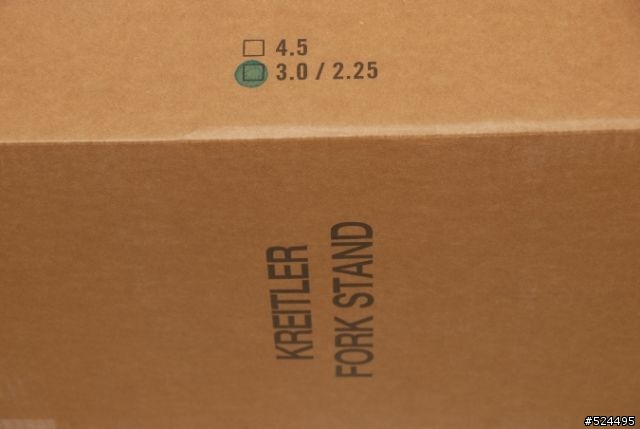 4.5
3.0 / 2.25
KREITLER
FORK STAND
#524495